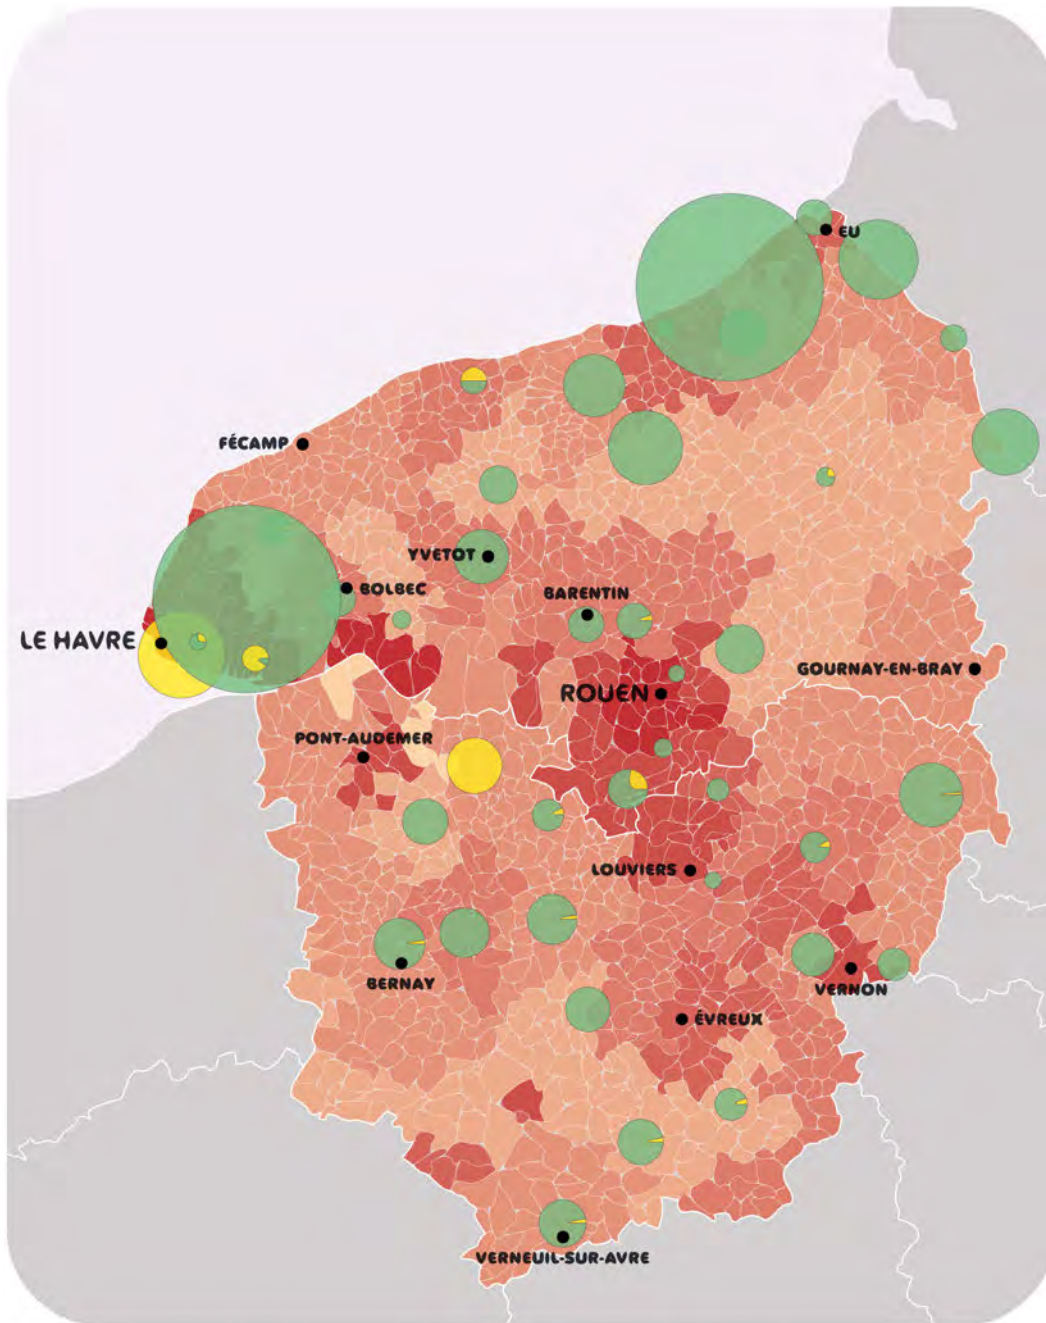 EU
FÉCAMP
YVETOT
BOLBEC
BARENTIN
LE HAVRE
GOURNAY-EN-BRAY
ROUEN
PONT-AUDEMER
LOUVIERS
BERNAY
VERNON
ÉVREUX
VERNEUIL-SUR-AVRE